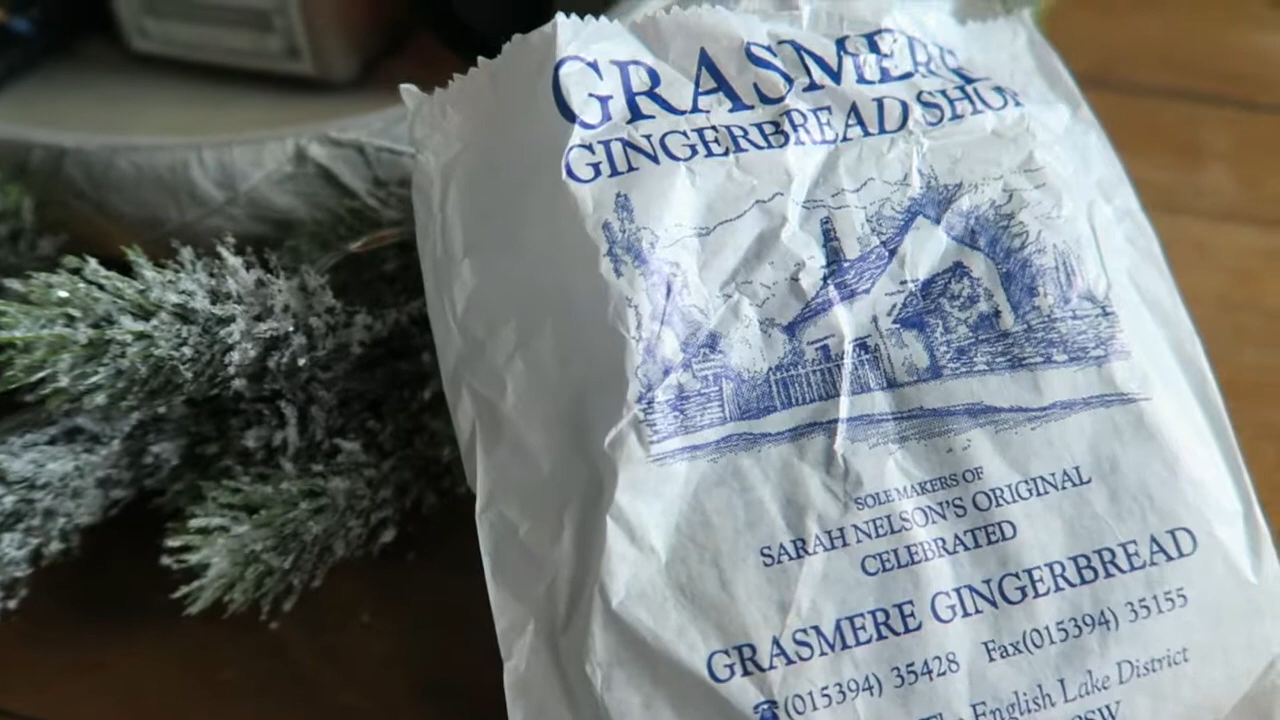 GRASMERE
GINGERBREAD SHOP
SOLE MAKERS OF
SARAH NELSON'S ORIGINAL
CELEBRATED
GRASMERE GINGERBREAD
(015394) 35428 Fax(015394) 35155
The English Lake District